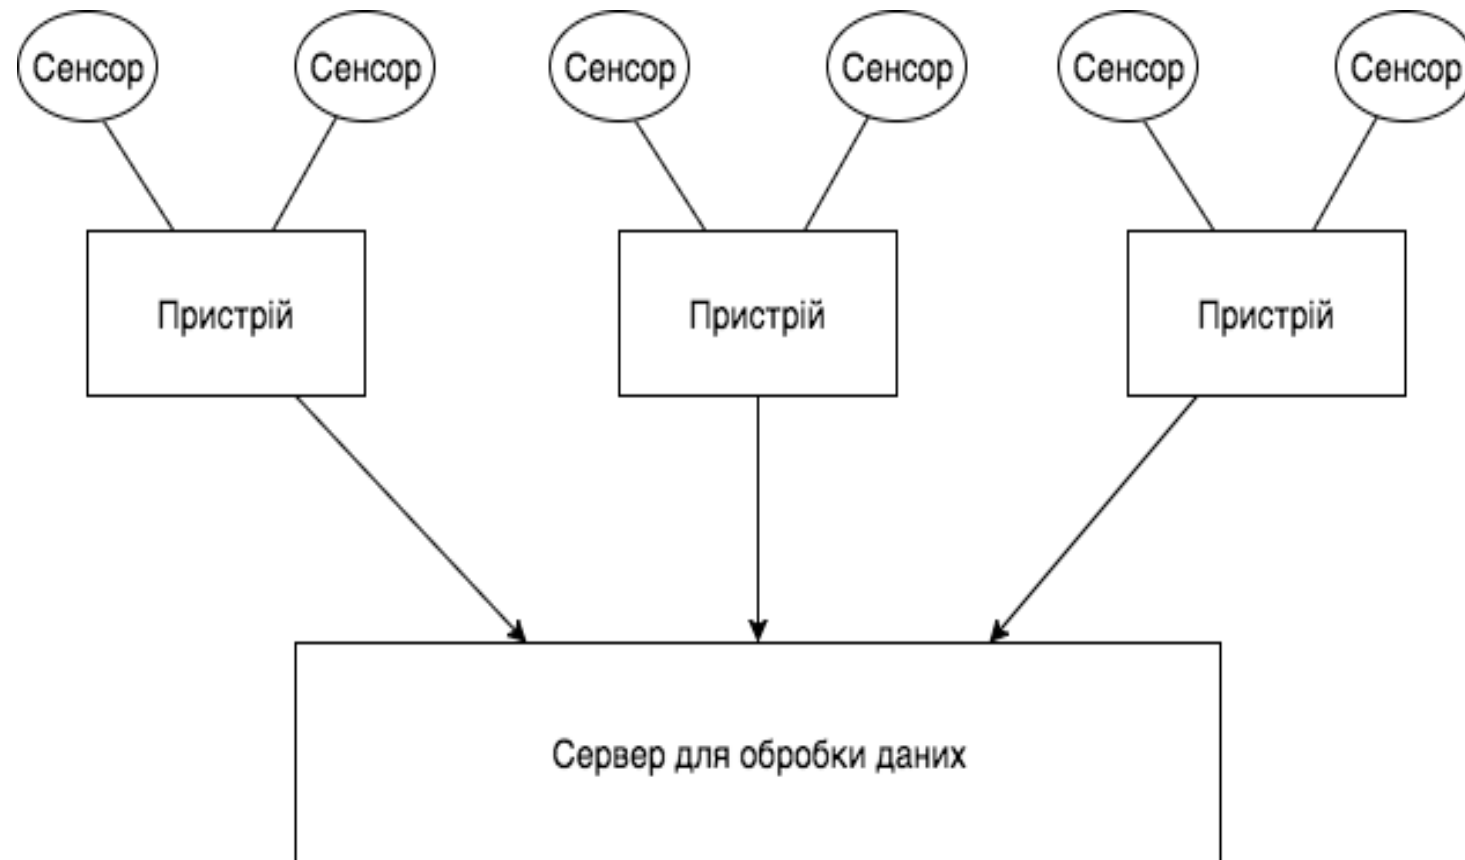 Сенсор
Сенсор
Сенсор
Сенсор
Сенсор
Сенсор
Пристрій
Пристрій
Пристрій
Сервер для обробки даних